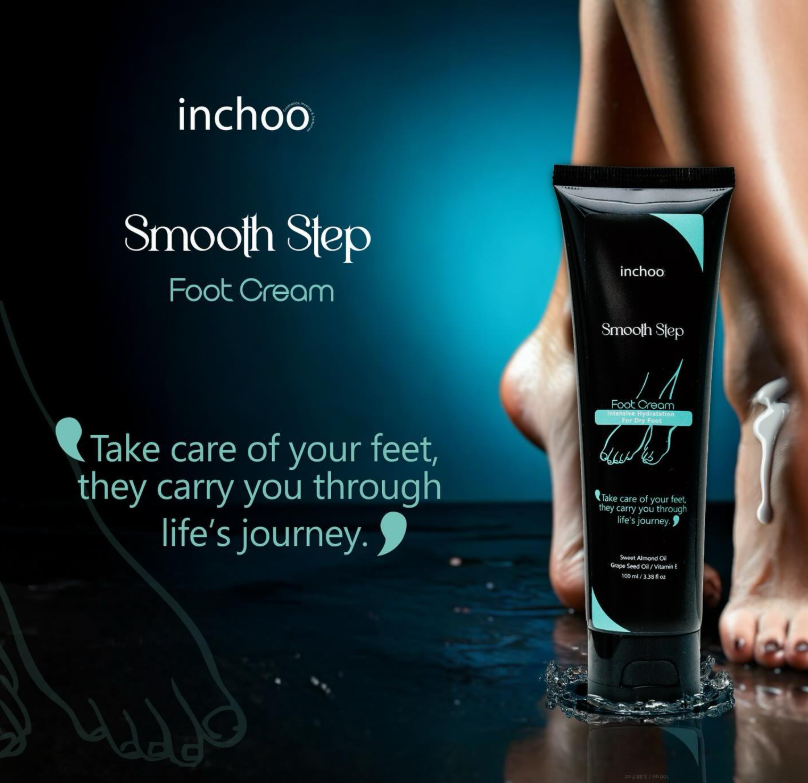 inchoo
Smooth Step
Foot Cream
Take care of your feet,
they carry you through
life's journey.
inchoo
Smooth Step
Foot Cream
Intensive Hydratation
For Dry Foot
Take care of your feet,
they carry you through
life's journey.
Sweet Almond Oil
Grape Seed Oil / Vitamin E
100 ml / 3.38 fl oz